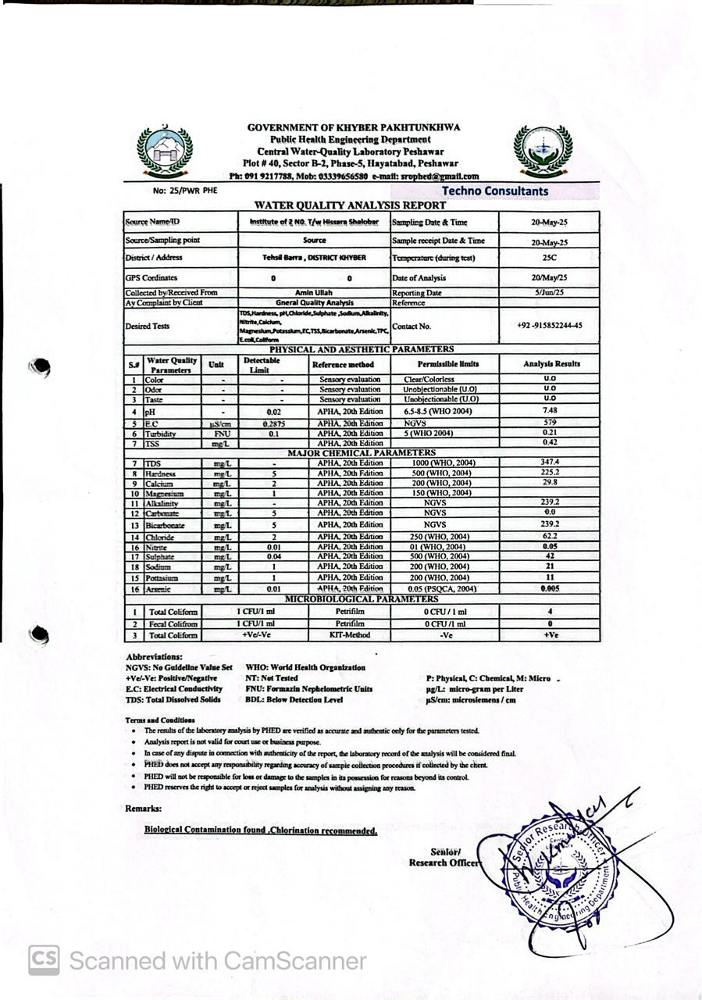 GOVERNMENT OF KHYBER PAKHTUNKHWA
Public Health Engineering Department
Central Water-Quality Laboratory Peshawar
Plot # 40, Sector B-2, Phase-5, Hayatabad, Peshawar
Ph: 091 9217788, Mob: 03339656580 e-mail: srophed@gmail.com
No: 25/PWR PHE Techno Consultants
WATER QUALITY ANALYSIS REPORT
Source Name/ID Institute of 2 NO. T/w Hissara Shalobar Sampling Date & Time 20-May-25
Source/Sampling point Source Sample receipt Date & Time 20-May-25
District / Address Tehsil Barra , DISTRICT KHYBER Temperature (during test) 25C
GPS Cordinates 0 0 Date of Analysis 20/May/25
Collected by/Received From Amin Ullah Reporting Date 5/Jun/25
Ay Complaint by Client Gneral Quality Analysis Reference
Desired Tests TDS,Hardness, pH,Chloride,Sulphate ,Sodium,Alkalinity, Contact No. +92 -915852244-45
Nitrite,Calcium,
Magnesium,Potassium,EC,TSS,Bicarbonate,Arsenic,TPC,
E.coli,Coliform
PHYSICAL AND AESTHETIC PARAMETERS
S.# Water Quality Parameters Unit Detectable Limit Reference method Permissible limits Analysis Results
1 Color - - Sensory evaluation Clear/Colorless U.O
2 Odor - - Sensory evaluation Unobjectionable (U.O) U.O
3 Taste - - Sensory evaluation Unobjectionable (U.O) U.O
4 pH - 0.02 APHA, 20th Edition 6.5-8.5 (WHO 2004) 7.48
5 E.C µS/cm 0.2875 APHA, 20th Edition NGVS 579
6 Turbidity FNU 0.1 APHA, 20th Edition 5 (WHO 2004) 0.21
7 TSS mg/L APHA, 20th Edition 0.42
MAJOR CHEMICAL PARAMETERS
7 TDS mg/L - APHA, 20th Edition 1000 (WHO, 2004) 347.4
8 Hardness mg/L 5 APHA, 20th Edition 500 (WHO, 2004) 225.2
9 Calcium mg/L 2 APHA, 20th Edition 200 (WHO, 2004) 29.8
10 Magnesium mg/L 1 APHA, 20th Edition 150 (WHO, 2004)
11 Alkalinity mg/L - APHA, 20th Edition NGVS 239.2
12 Carbonate mg/L 5 APHA, 20th Edition NGVS 0.0
13 Bicarbonate mg/L 5 APHA, 20th Edition NGVS 239.2
14 Chloride mg/L 2 APHA, 20th Edition 250 (WHO, 2004) 62.2
16 Nitrite mg/L 0.01 APHA, 20th Edition 01 (WHO, 2004) 0.05
17 Sulphate mg/L 0.04 APHA, 20th Edition 500 (WHO, 2004) 42
18 Sodium mg/L 1 APHA, 20th Edition 200 (WHO, 2004) 21
15 Pottasium mg/L 1 APHA, 20th Edition 200 (WHO, 2004) 11
16 Arsenic mg/L 0.01 APHA, 20th Edition 0.05 (PSQCA, 2004) 0.005
MICROBIOLOGICAL PARAMETERS
1 Total Coliform 1 CFU/1 ml Petrifilm 0 CFU / 1 ml 4
2 Fecal Colifrom 1 CFU/1 ml Petrifilm 0 CFU /1 ml 0
3 Total Coliform +Ve/-Ve KIT-Method -Ve +Ve
Abbreviations:
NGVS: No Guideline Value Set WHO: World Health Organization
+Ve/-Ve: Positive/Negative NT: Not Tested P: Physical, C: Chemical, M: Micro
E.C: Electrical Conductivity FNU: Formazin Nephelometric Units µg/L: micro-gram per Liter
TDS: Total Dissolved Solids BDL: Below Detection Level µS/cm: microsiemens / cm
Terms and Conditions
• The results of the laboratory analysis by PHED are verified as accurate and authentic only for the parameters tested.
• Analysis report is not valid for court use or business purpose.
• In case of any dispute in connection with authenticity of the report, the laboratory record of the analysis will be considered final.
• PHED does not accept any responsibility regarding accuracy of sample collection procedures if collected by the client.
• PHED will not be responsible for loss or damage to the samples in its possession for reasons beyond its control.
• PHED reserves the right to accept or reject samples for analysis without assigning any reason.
Remarks:
Biological Contamination found ,Chlorination recommended.
Senior/
Research Officer
Senior Research Officer
Public Health Engineering Department
CS Scanned with CamScanner